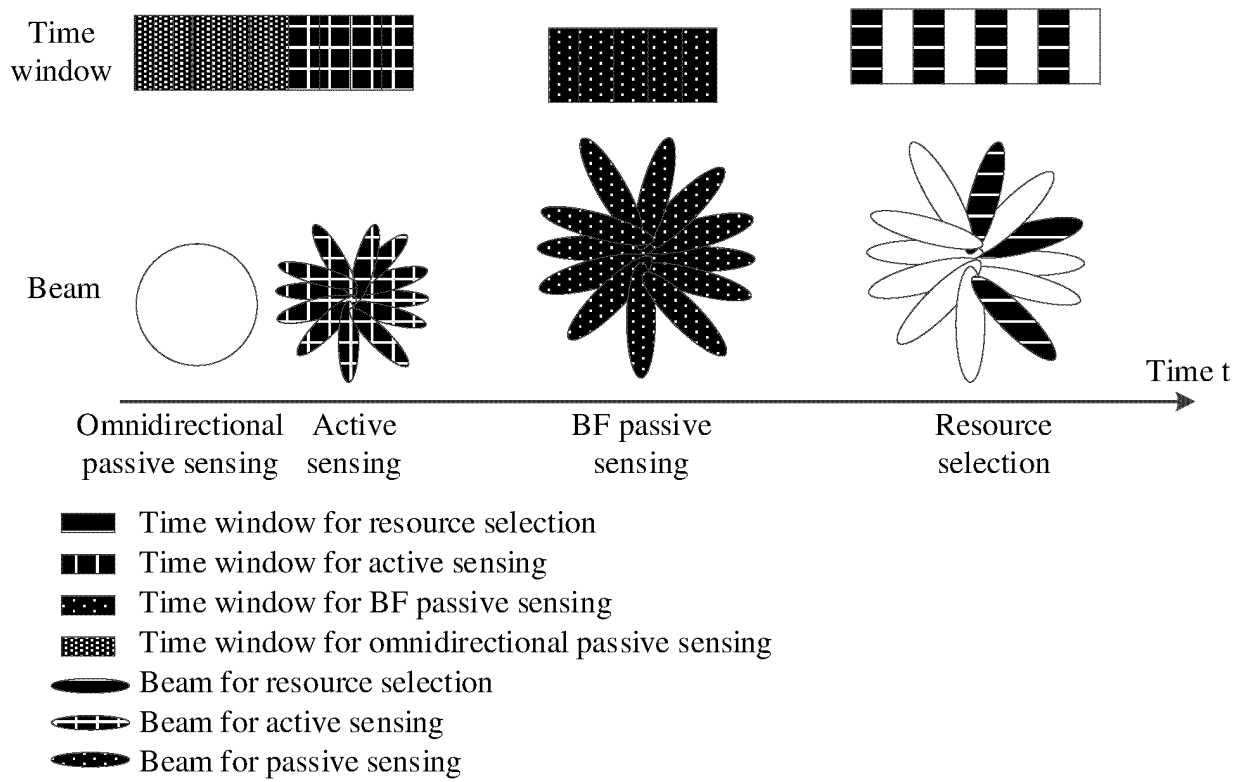 Time
window
Beam
Time t
Omnidirectional
passive sensing
Active
sensing
BF passive
sensing
Resource
selection
Time window for resource selection
Time window for active sensing
Time window for BF passive sensing
Time window for omnidirectional passive sensing
Beam for resource selection
Beam for active sensing
Beam for passive sensing